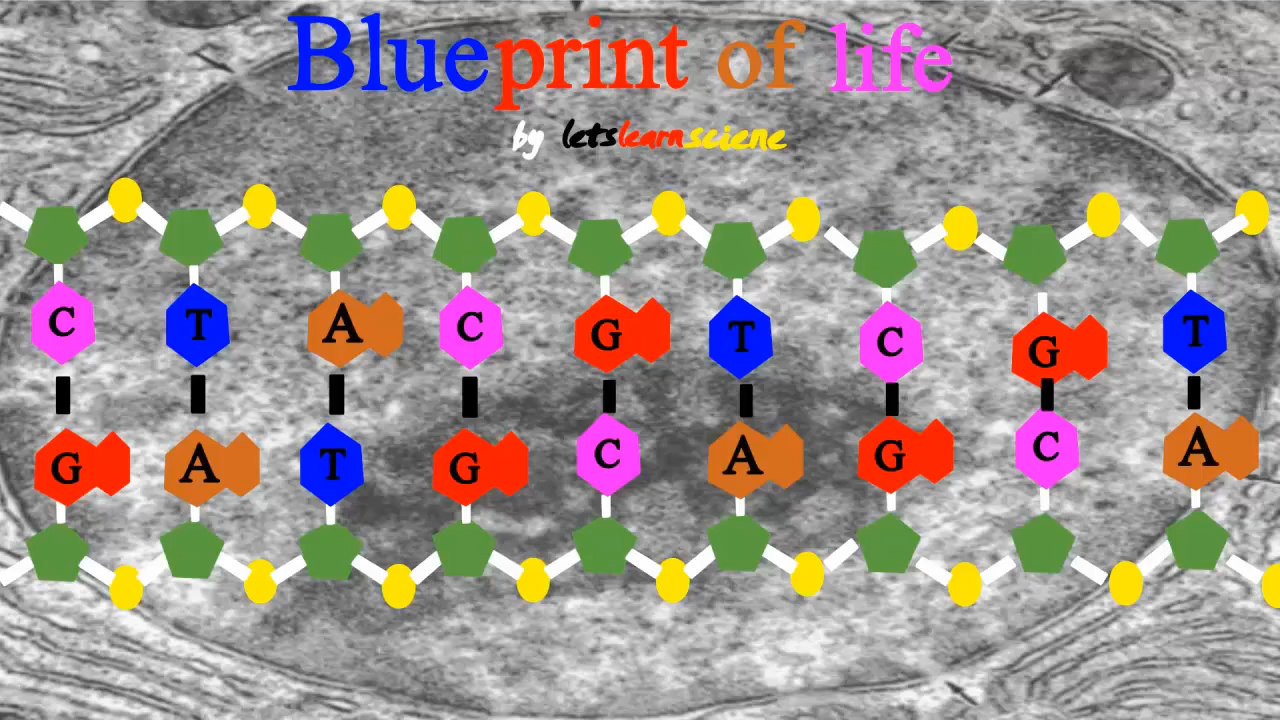 Blueprint of life
by letslearnsciene
C T A C G T C G T
G A T G C A G C A